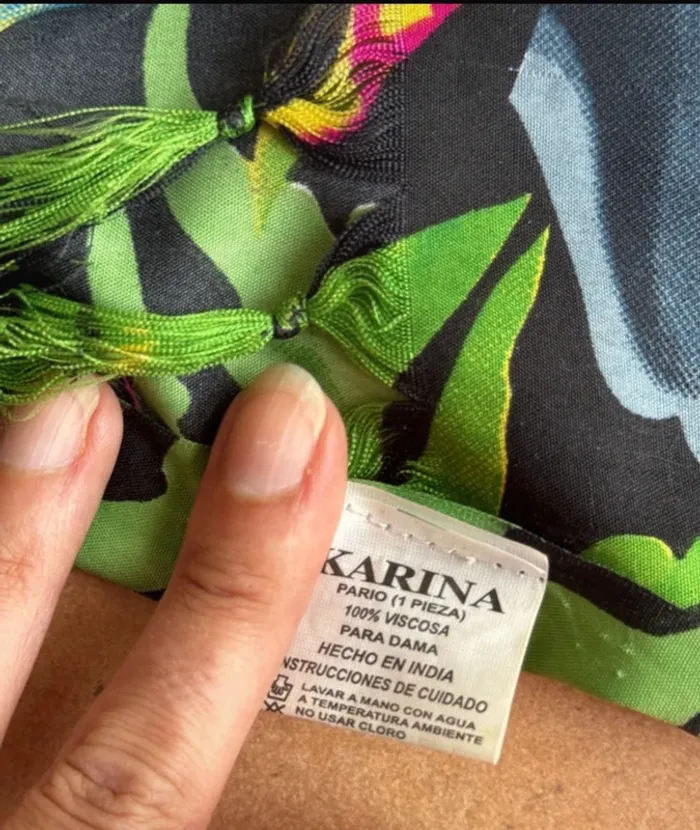 KARINA
PARIO (1 PIEZA)
100% VISCOSA
PARA DAMA
HECHO EN INDIA
NSTRUCCIONES DE CUIDADO
LAVAR A MANO CON AGUA
A TEMPERATURA AMBIENTE
NO USAR CLORO